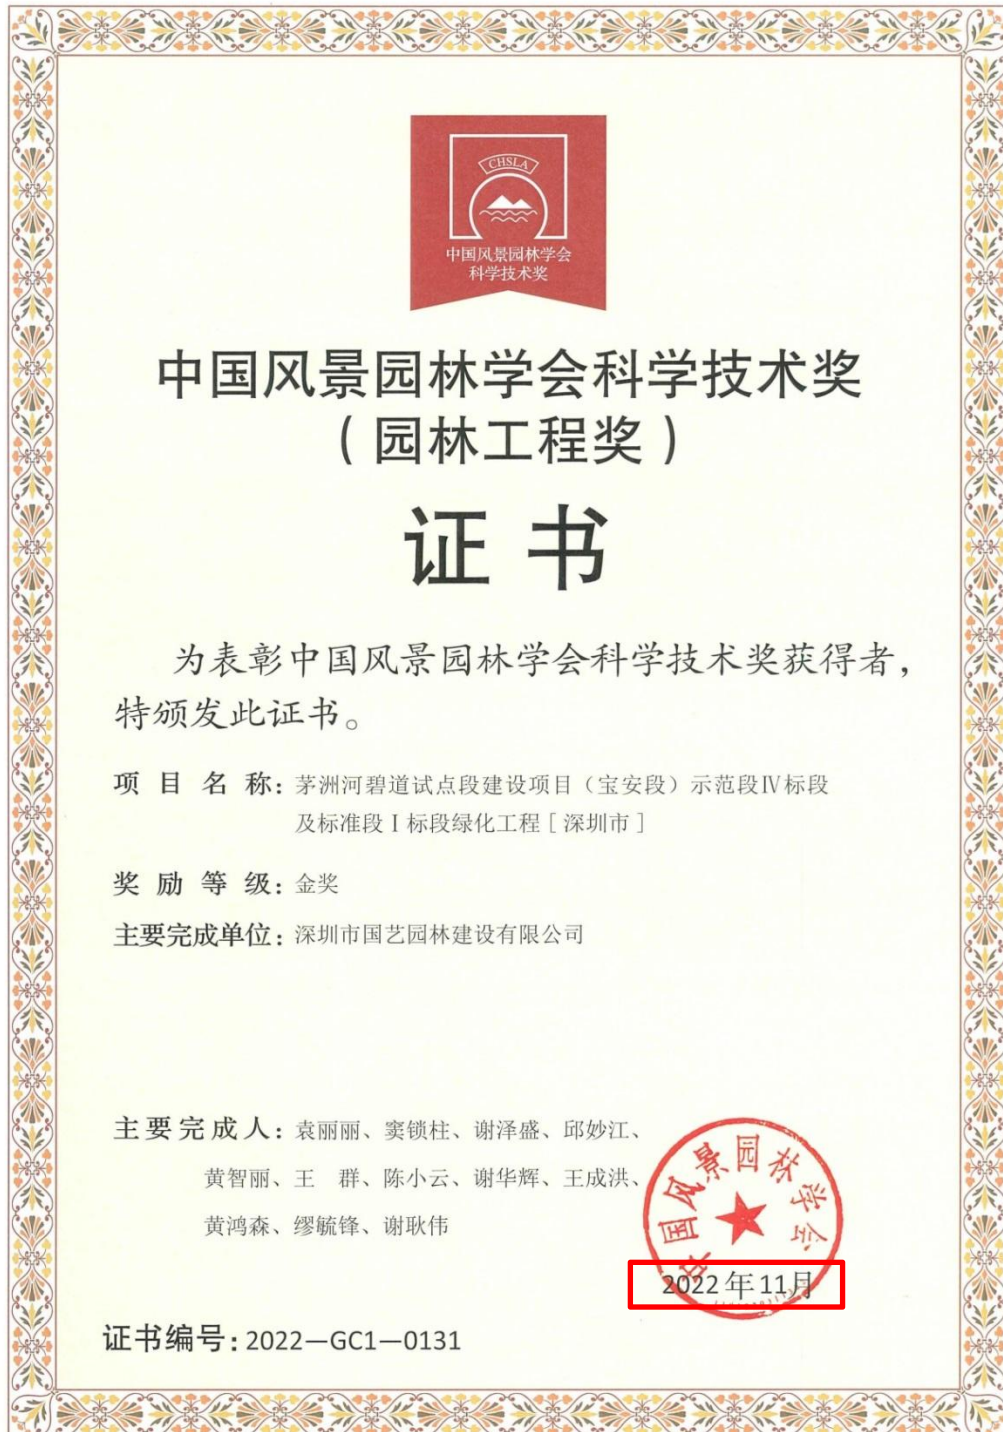 CHSLA
中国风景园林学会
科学技术奖
中国风景园林学会科学技术奖
（园林工程奖）
证书
为表彰中国风景园林学会科学技术奖获得者，
特颁发此证书。
项目名称：茅洲河碧道试点段建设项目（宝安段）示范段Ⅳ标段
及标准段Ⅰ标段绿化工程［深圳市］
奖励等级：金奖
主要完成单位：深圳市国艺园林建设有限公司
主要完成人：袁丽丽、窦锁柱、谢泽盛、邱妙江、
黄智丽、王　群、陈小云、谢华辉、王成洪、
黄鸿森、缪毓锋、谢耿伟
中国风景园林学会
2022年11月
证书编号：2022—GC1—0131